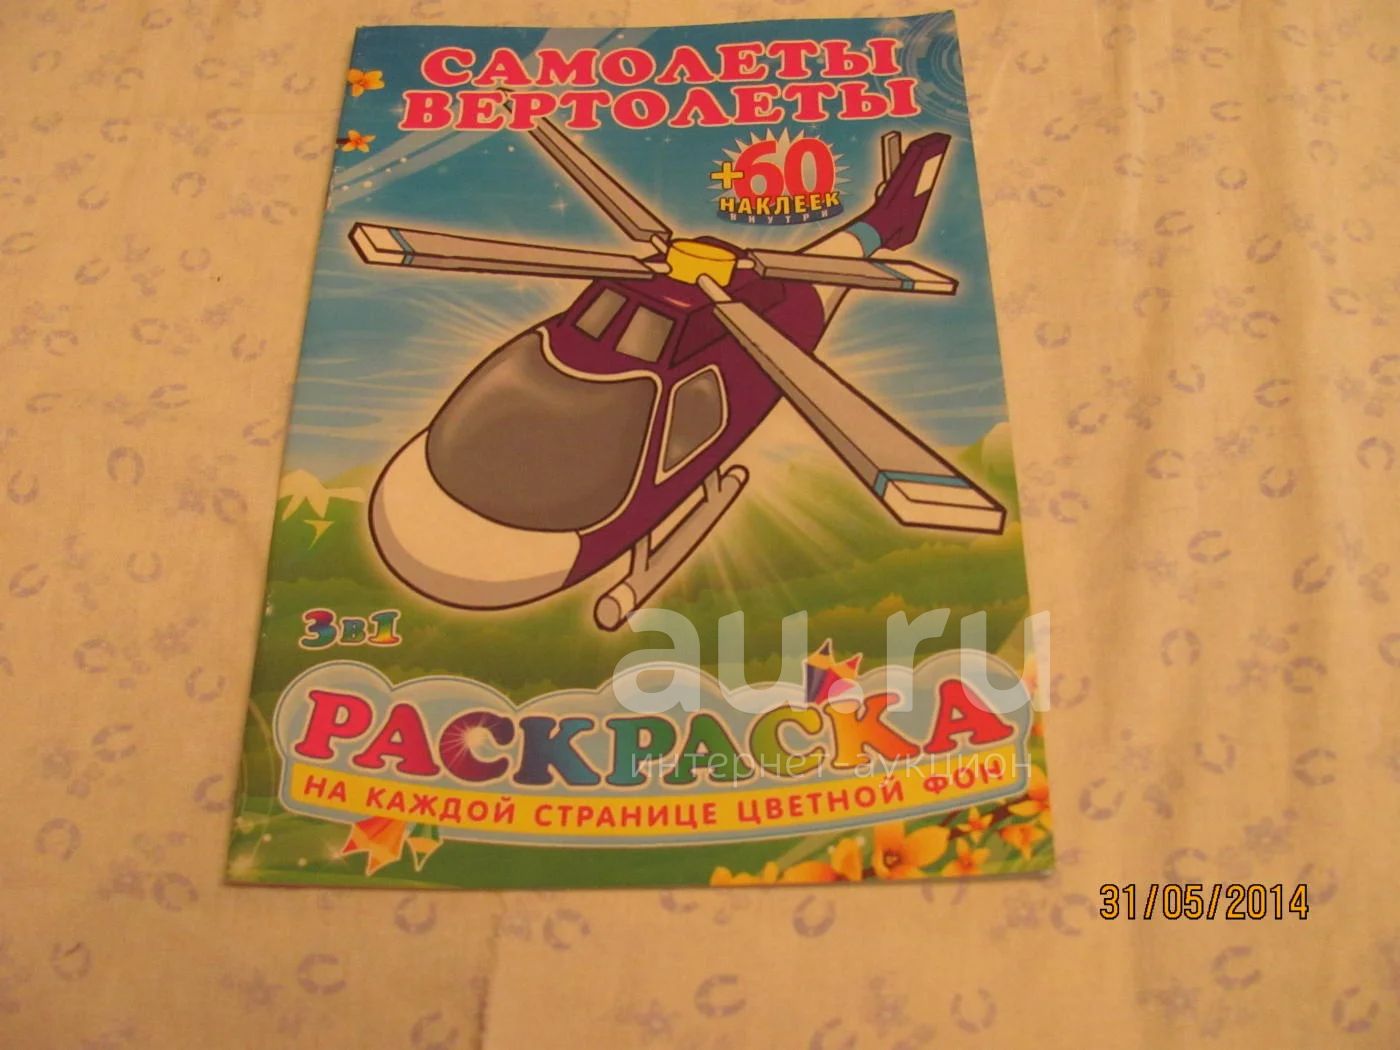 САМОЛЕТЫ
ВЕРТОЛЕТЫ
+60
НАКЛЕЕК
ВНУТРИ
3в1
au.ru
интернет-аукцион
РАСКРАСКА
НА КАЖДОЙ СТРАНИЦЕ ЦВЕТНОЙ ФОН
31/05/2014